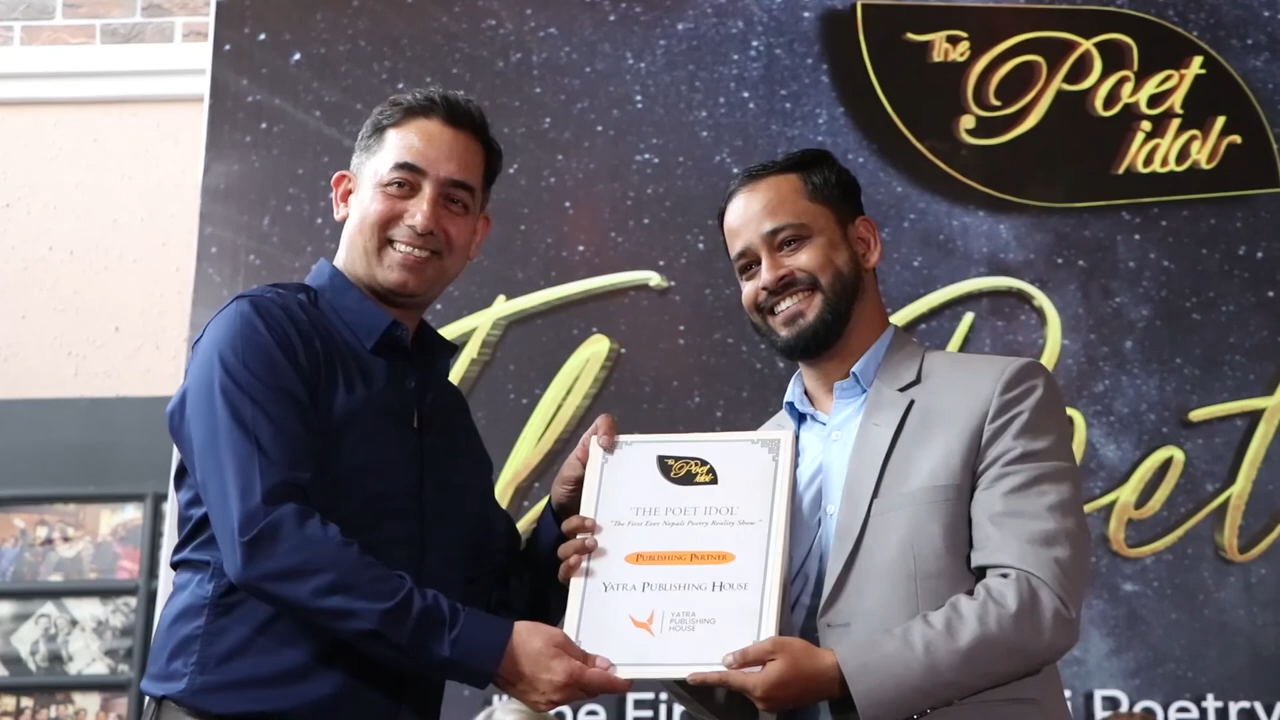 The
Poet
idol
The Poet
The
Poet
idol
'THE POET IDOL'
"The First Ever Nepali Poetry Reality Show"
PUBLISHING PARTNER
YATRA PUBLISHING HOUSE
YATRA
PUBLISHING
HOUSE
Poetry